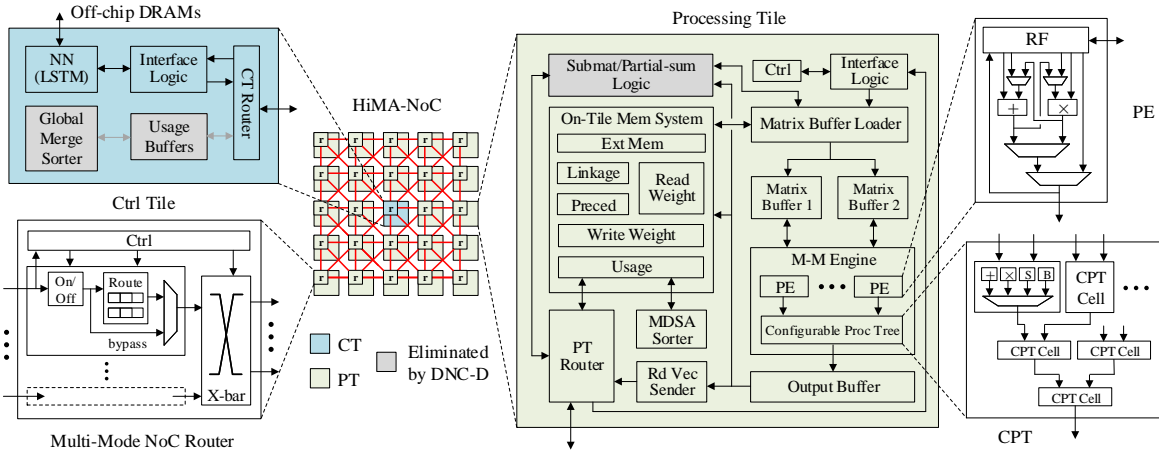 Off-chip DRAMs
NN
(LSTM)
Interface
Logic
CT Router
Global
Merge
Sorter
Usage
Buffers
Ctrl Tile
HiMA-NoC
r r r r r
r r r r r
r r r r r
r r r r r
r r r r r
CT
PT
Eliminated
by DNC-D
Ctrl
On/
Off
Route
bypass
X-bar
Multi-Mode NoC Router
Processing Tile
Submat/Partial-sum
Logic
Ctrl
Interface
Logic
On-Tile Mem System
Ext Mem
Linkage
Preced
Read
Weight
Write Weight
Usage
Matrix Buffer Loader
Matrix
Buffer 1
Matrix
Buffer 2
M-M Engine
PE
PE
Configurable Proc Tree
PT
Router
MDSA
Sorter
Rd Vec
Sender
Output Buffer
RF
+
×
PE
+ × S B
CPT
Cell
CPT Cell
CPT Cell
CPT Cell
CPT